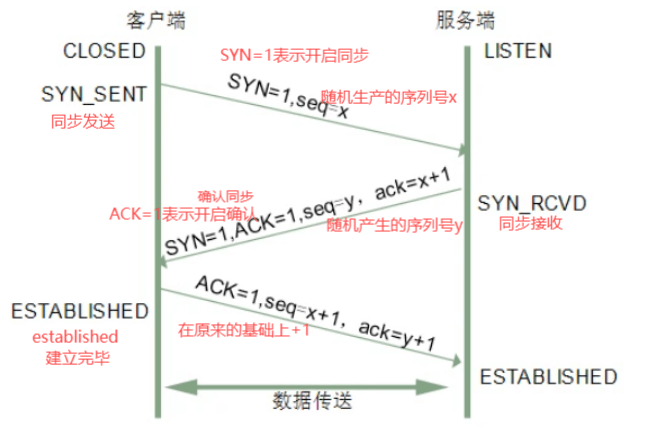 客户端
服务端
CLOSED
SYN=1表示开启同步
LISTEN
SYN_SENT
同步发送
SYN=1,seq=x
随机生产的序列号x
确认同步
ACK=1表示开启确认
SYN=1,ACK=1,seq=y，ack=x+1
随机产生的序列号y
SYN_RCVD
同步接收
ESTABLISHED
established
建立完毕
ACK=1,seq=x+1，ack=y+1
在原来的基础上+1
ESTABLISHED
数据传送